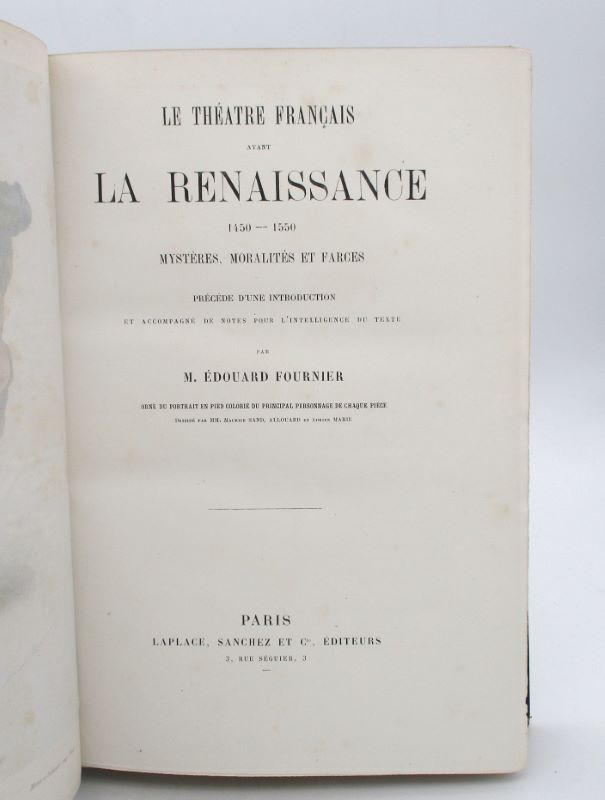 LE THÉATRE FRANÇAIS
AVANT
LA RENAISSANCE
1450 — 1550
MYSTÈRES, MORALITÉS ET FARCES
PRÉCÉDÉ D'UNE INTRODUCTION
ET ACCOMPAGNÉ DE NOTES POUR L'INTELLIGENCE DU TEXTE
PAR
M. ÉDOUARD FOURNIER
ORNÉ DU PORTRAIT EN PIED COLORIÉ DU PRINCIPAL PERSONNAGE DE CHAQUE PIÈCE
DESSINÉ PAR MM. MAURICE SAND, ALLOUARD ET ADRIEN MARIE
PARIS
LAPLACE, SANCHEZ ET Cie, ÉDITEURS
3, RUE SÉGUIER, 3